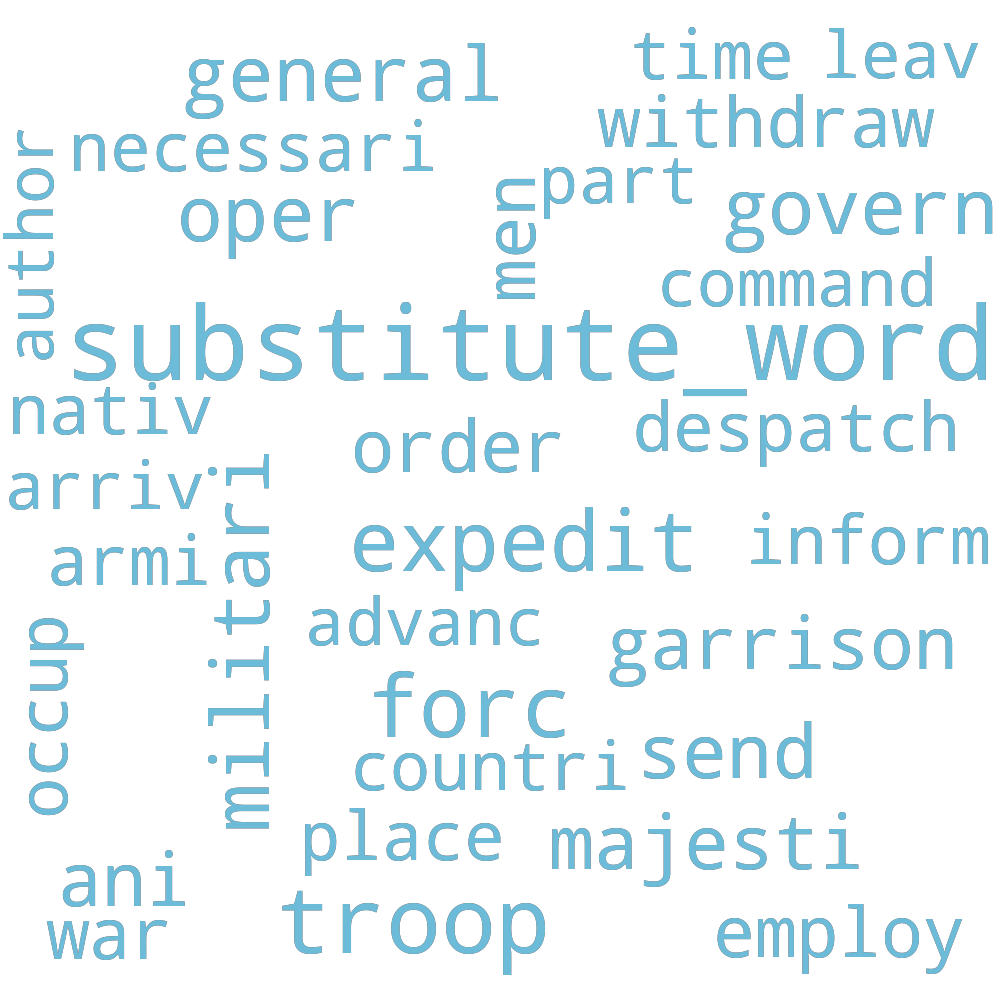 time leav
general
withdraw
necessari
author
part
men
oper
govern
command
substitute_word
nativ
despatch
order
arriv
militari
expedit
inform
armi
advanc
garrison
occup
forc
send
countri
place
majesti
ani
war
troop
employ